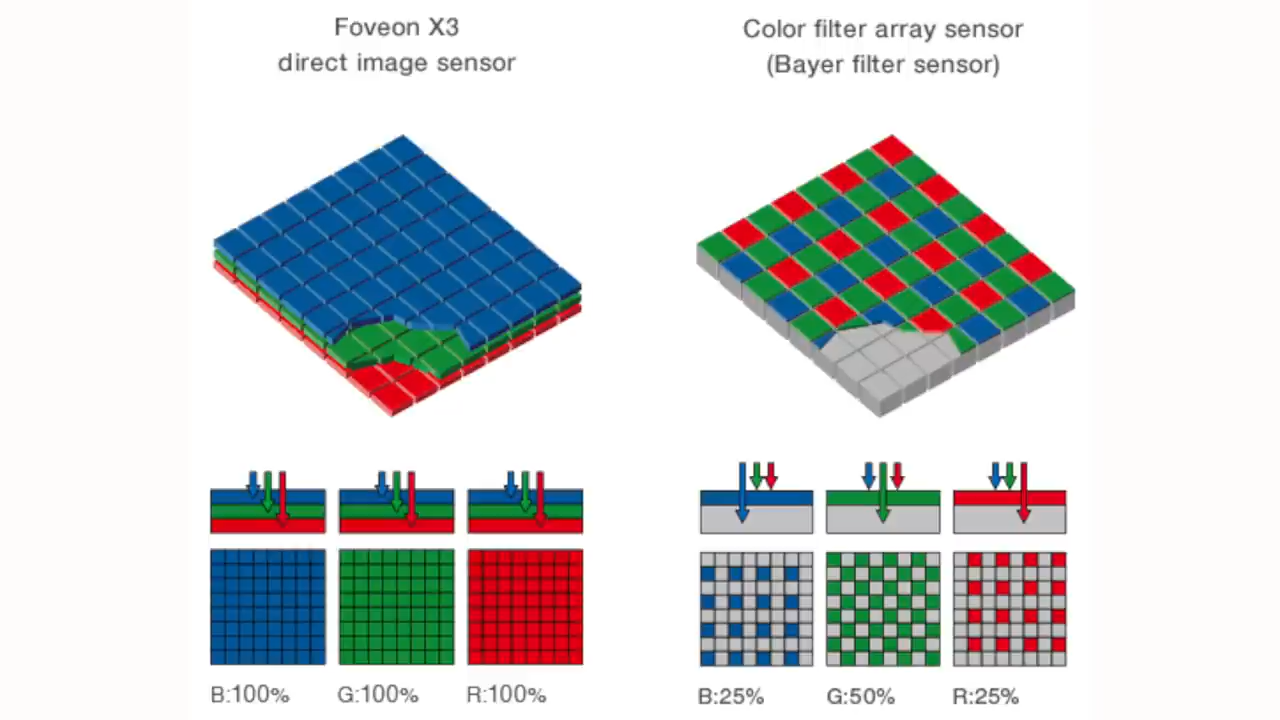 Foveon X3
direct image sensor
Color filter array sensor
(Bayer filter sensor)
B:100%
G:100%
R:100%
B:25%
G:50%
R:25%